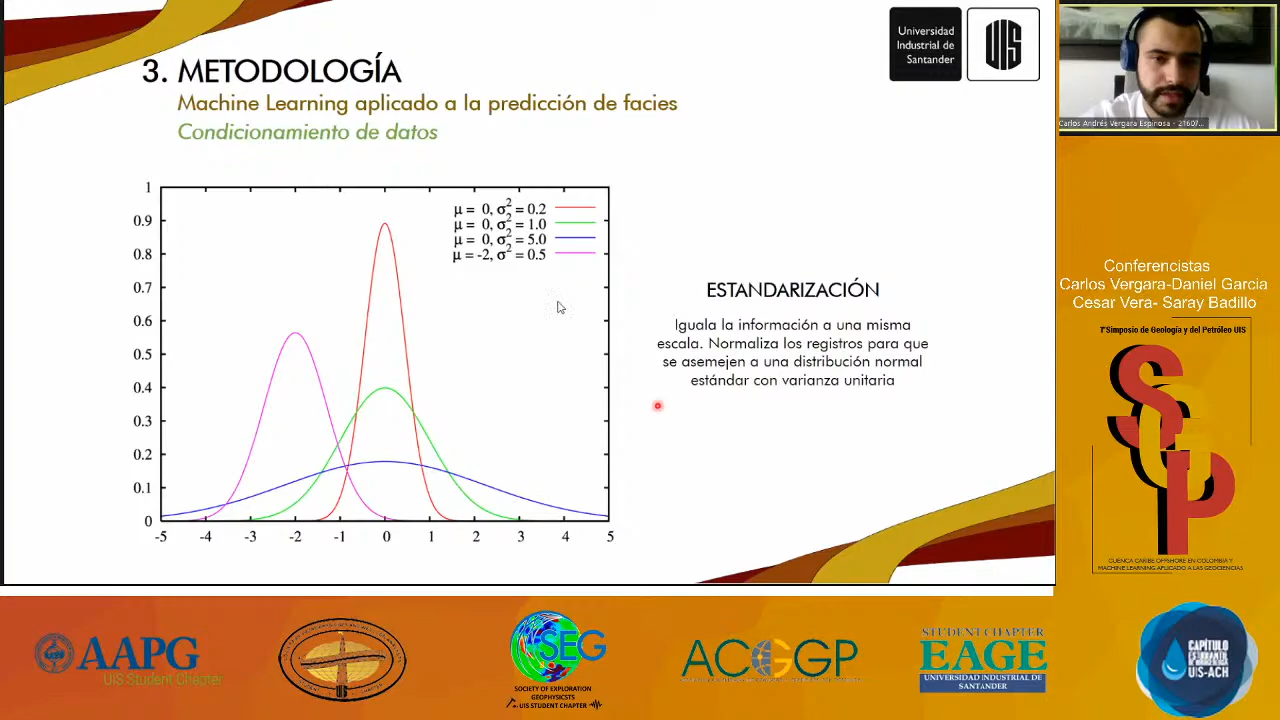 3. METODOLOGÍA
Machine Learning aplicado a la predicción de facies
Condicionamiento de datos
Universidad
Industrial de
Santander
UIS
Carlos Andrés Vergara Espinosa - 21607...
1
0.9
0.8
0.7
0.6
0.5
0.4
0.3
0.2
0.1
0
-5 -4 -3 -2 -1 0 1 2 3 4 5
μ = 0, σ² = 0.2
μ = 0, σ² = 1.0
μ = 0, σ² = 5.0
μ = -2, σ² = 0.5
ESTANDARIZACIÓN
Iguala la información a una misma
escala. Normaliza los registros para que
se asemejen a una distribución normal
estándar con varianza unitaria
Conferencistas
Carlos Vergara-Daniel Garcia
Cesar Vera- Saray Badillo
1°Simposio de Geología y del Petróleo UIS
SGP
CUENCA CARIBE OFFSHORE EN COLOMBIA Y
MACHINE LEARNING APLICADO A LAS GEOCIENCIAS
AAPG
UIS Student Chapter
SEG
SOCIETY OF EXPLORATION
GEOPHYSICSTS
UIS STUDENT CHAPTER
ACGGP
STUDENT CHAPTER
EAGE
UNIVERSIDAD INDUSTRIAL DE
SANTANDER
CAPÍTULO
ESTUDIANTIL
DE HIDROGEOLOGÍA
UIS-ACH